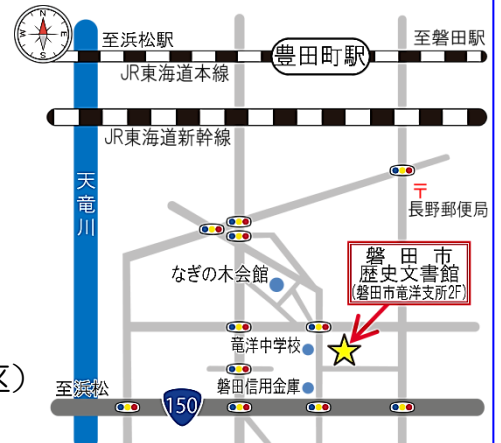 N
W
E
S
至浜松駅
豊田町駅
至磐田駅
JR東海道本線
JR東海道新幹線
天竜川
〒
長野郵便局
磐田市
歴史文書館
(磐田市竜洋支所2F)
なぎの木会館
竜洋中学校
磐田信用金庫
区)
至浜松
150